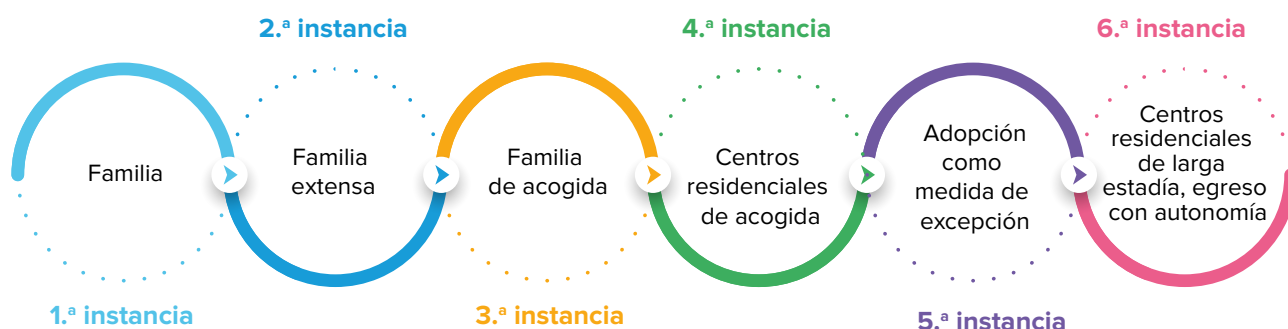 1.ª instancia
Familia
2.ª instancia
Familia
extensa
3.ª instancia
Familia
de acogida
4.ª instancia
Centros
residenciales
de acogida
5.ª instancia
Adopción
como
medida de
excepción
6.ª instancia
Centros
residenciales
de larga
estadía, egreso
con autonomía